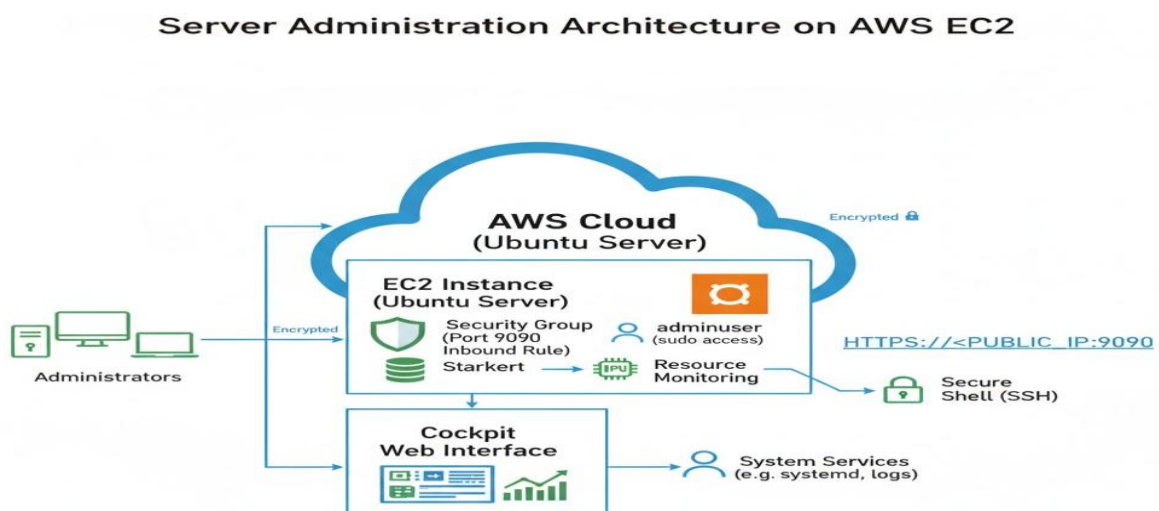 Server Administration Architecture on AWS EC2
AWS Cloud
(Ubuntu Server)
Encrypted
EC2 Instance
(Ubuntu Server)
Security Group
(Port 9090
Inbound Rule)
adminuser
(sudo access)
Starkert
IPU
Resource
Monitoring
Encrypted
Administrators
HTTPS://<PUBLIC_IP:9090
Secure
Shell (SSH)
Cockpit
Web Interface
System Services
(e.g. systemd, logs)